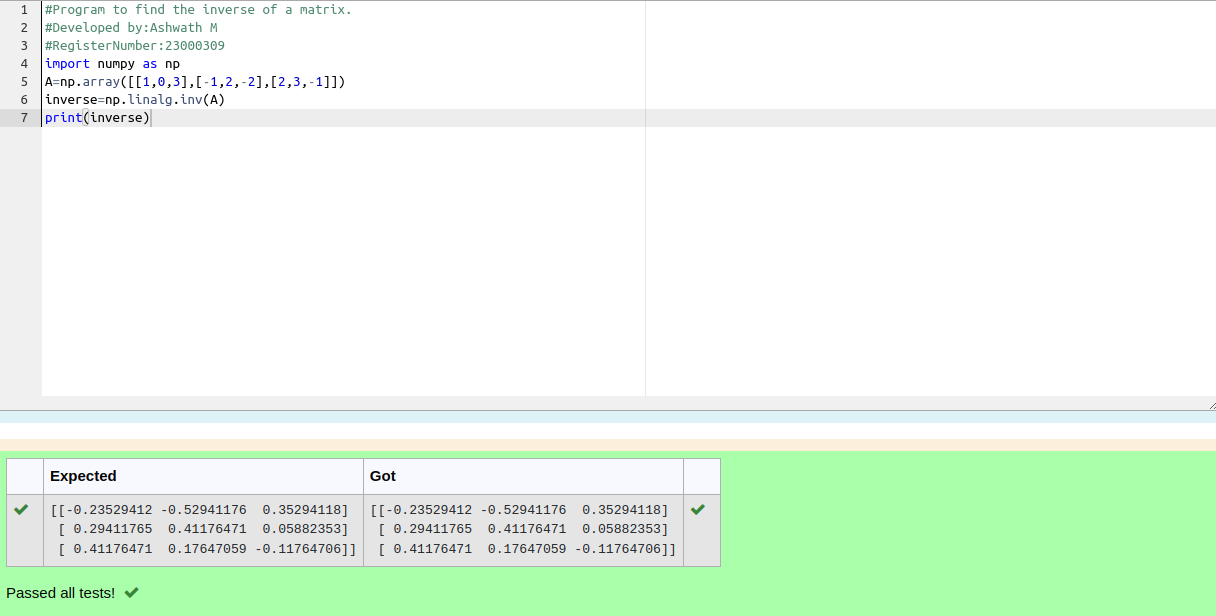 1 #Program to find the inverse of a matrix.
2 #Developed by:Ashwath M
3 #RegisterNumber:23000309
4 import numpy as np
5 A=np.array([[1,0,3],[-1,2,-2],[2,3,-1]])
6 inverse=np.linalg.inv(A)
7 print(inverse)
Expected Got
[[-0.23529412 -0.52941176  0.35294118] [[-0.23529412 -0.52941176  0.35294118]
[ 0.29411765  0.41176471  0.05882353] [ 0.29411765  0.41176471  0.05882353]
[ 0.41176471  0.17647059 -0.11764706]] [ 0.41176471  0.17647059 -0.11764706]]
Passed all tests!